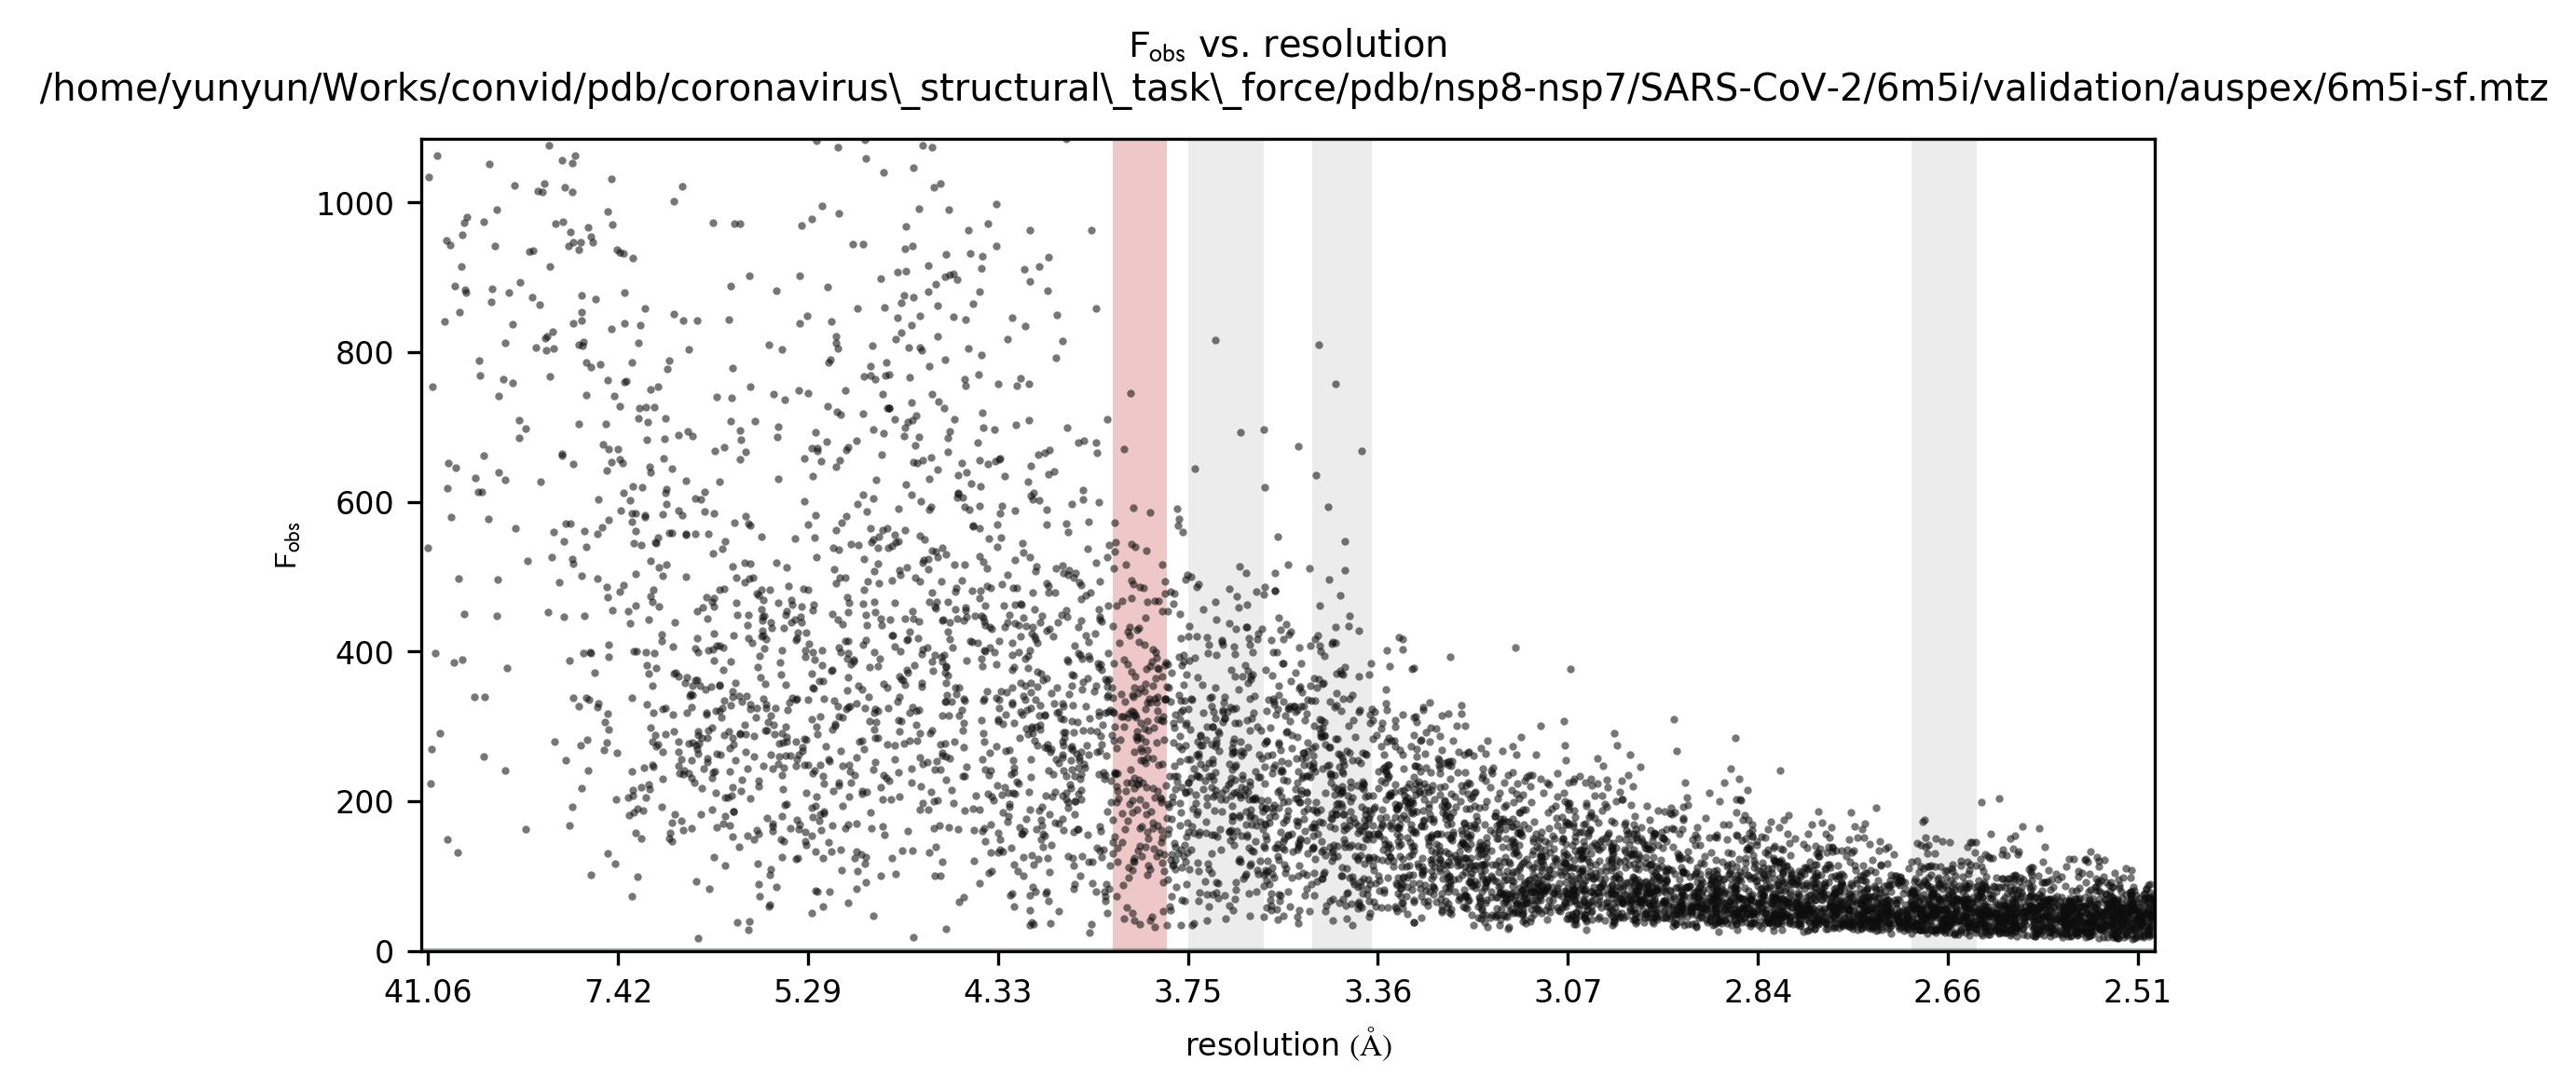 Fobs vs. resolution
/home/yunyun/Works/convid/pdb/coronavirus\_structural\_task\_force/pdb/nsp8-nsp7/SARS-CoV-2/6m5i/validation/auspex/6m5i-sf.mtz
1000
800
600
400
200
0
Fobs
41.06 7.42 5.29 4.33 3.75 3.36 3.07 2.84 2.66 2.51
resolution (Å)